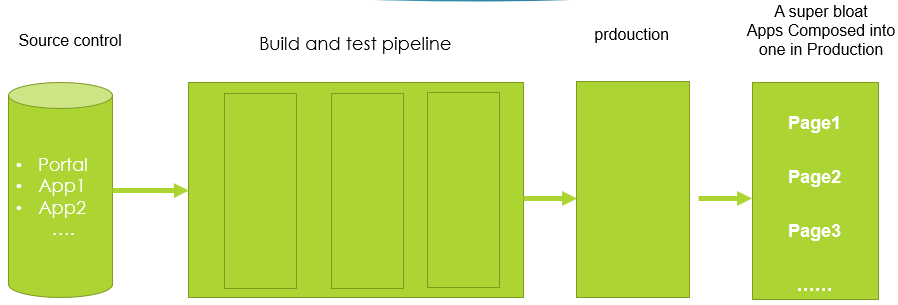 Source control
Build and test pipeline
prdouction
A super bloat
Apps Composed into
one in Production
• Portal
• App1
• App2
....
Page1
Page2
Page3
......